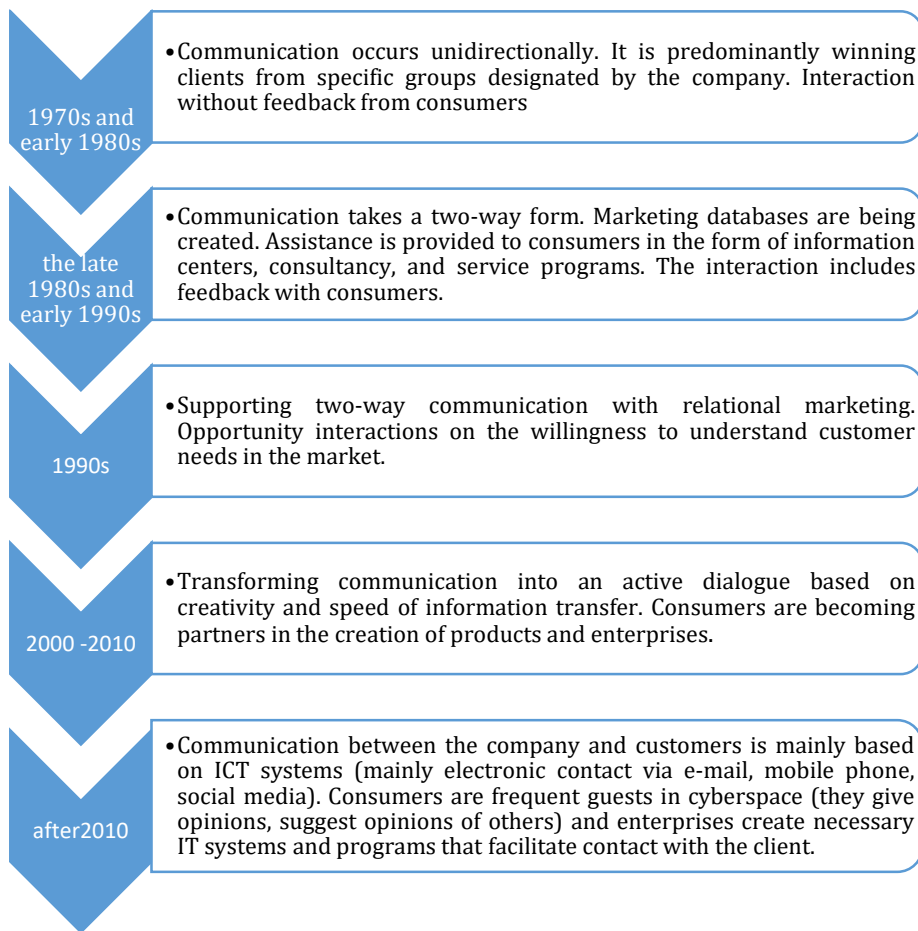 1970s and
early 1980s
•Communication occurs unidirectionally. It is predominantly winning
clients from specific groups designated by the company. Interaction
without feedback from consumers
the late
1980s and
early 1990s
•Communication takes a two-way form. Marketing databases are being
created. Assistance is provided to consumers in the form of information
centers, consultancy, and service programs. The interaction includes
feedback with consumers.
1990s
•Supporting two-way communication with relational marketing.
Opportunity interactions on the willingness to understand customer
needs in the market.
2000 -2010
•Transforming communication into an active dialogue based on
creativity and speed of information transfer. Consumers are becoming
partners in the creation of products and enterprises.
after2010
•Communication between the company and customers is mainly based
on ICT systems (mainly electronic contact via e-mail, mobile phone,
social media). Consumers are frequent guests in cyberspace (they give
opinions, suggest opinions of others) and enterprises create necessary
IT systems and programs that facilitate contact with the client.